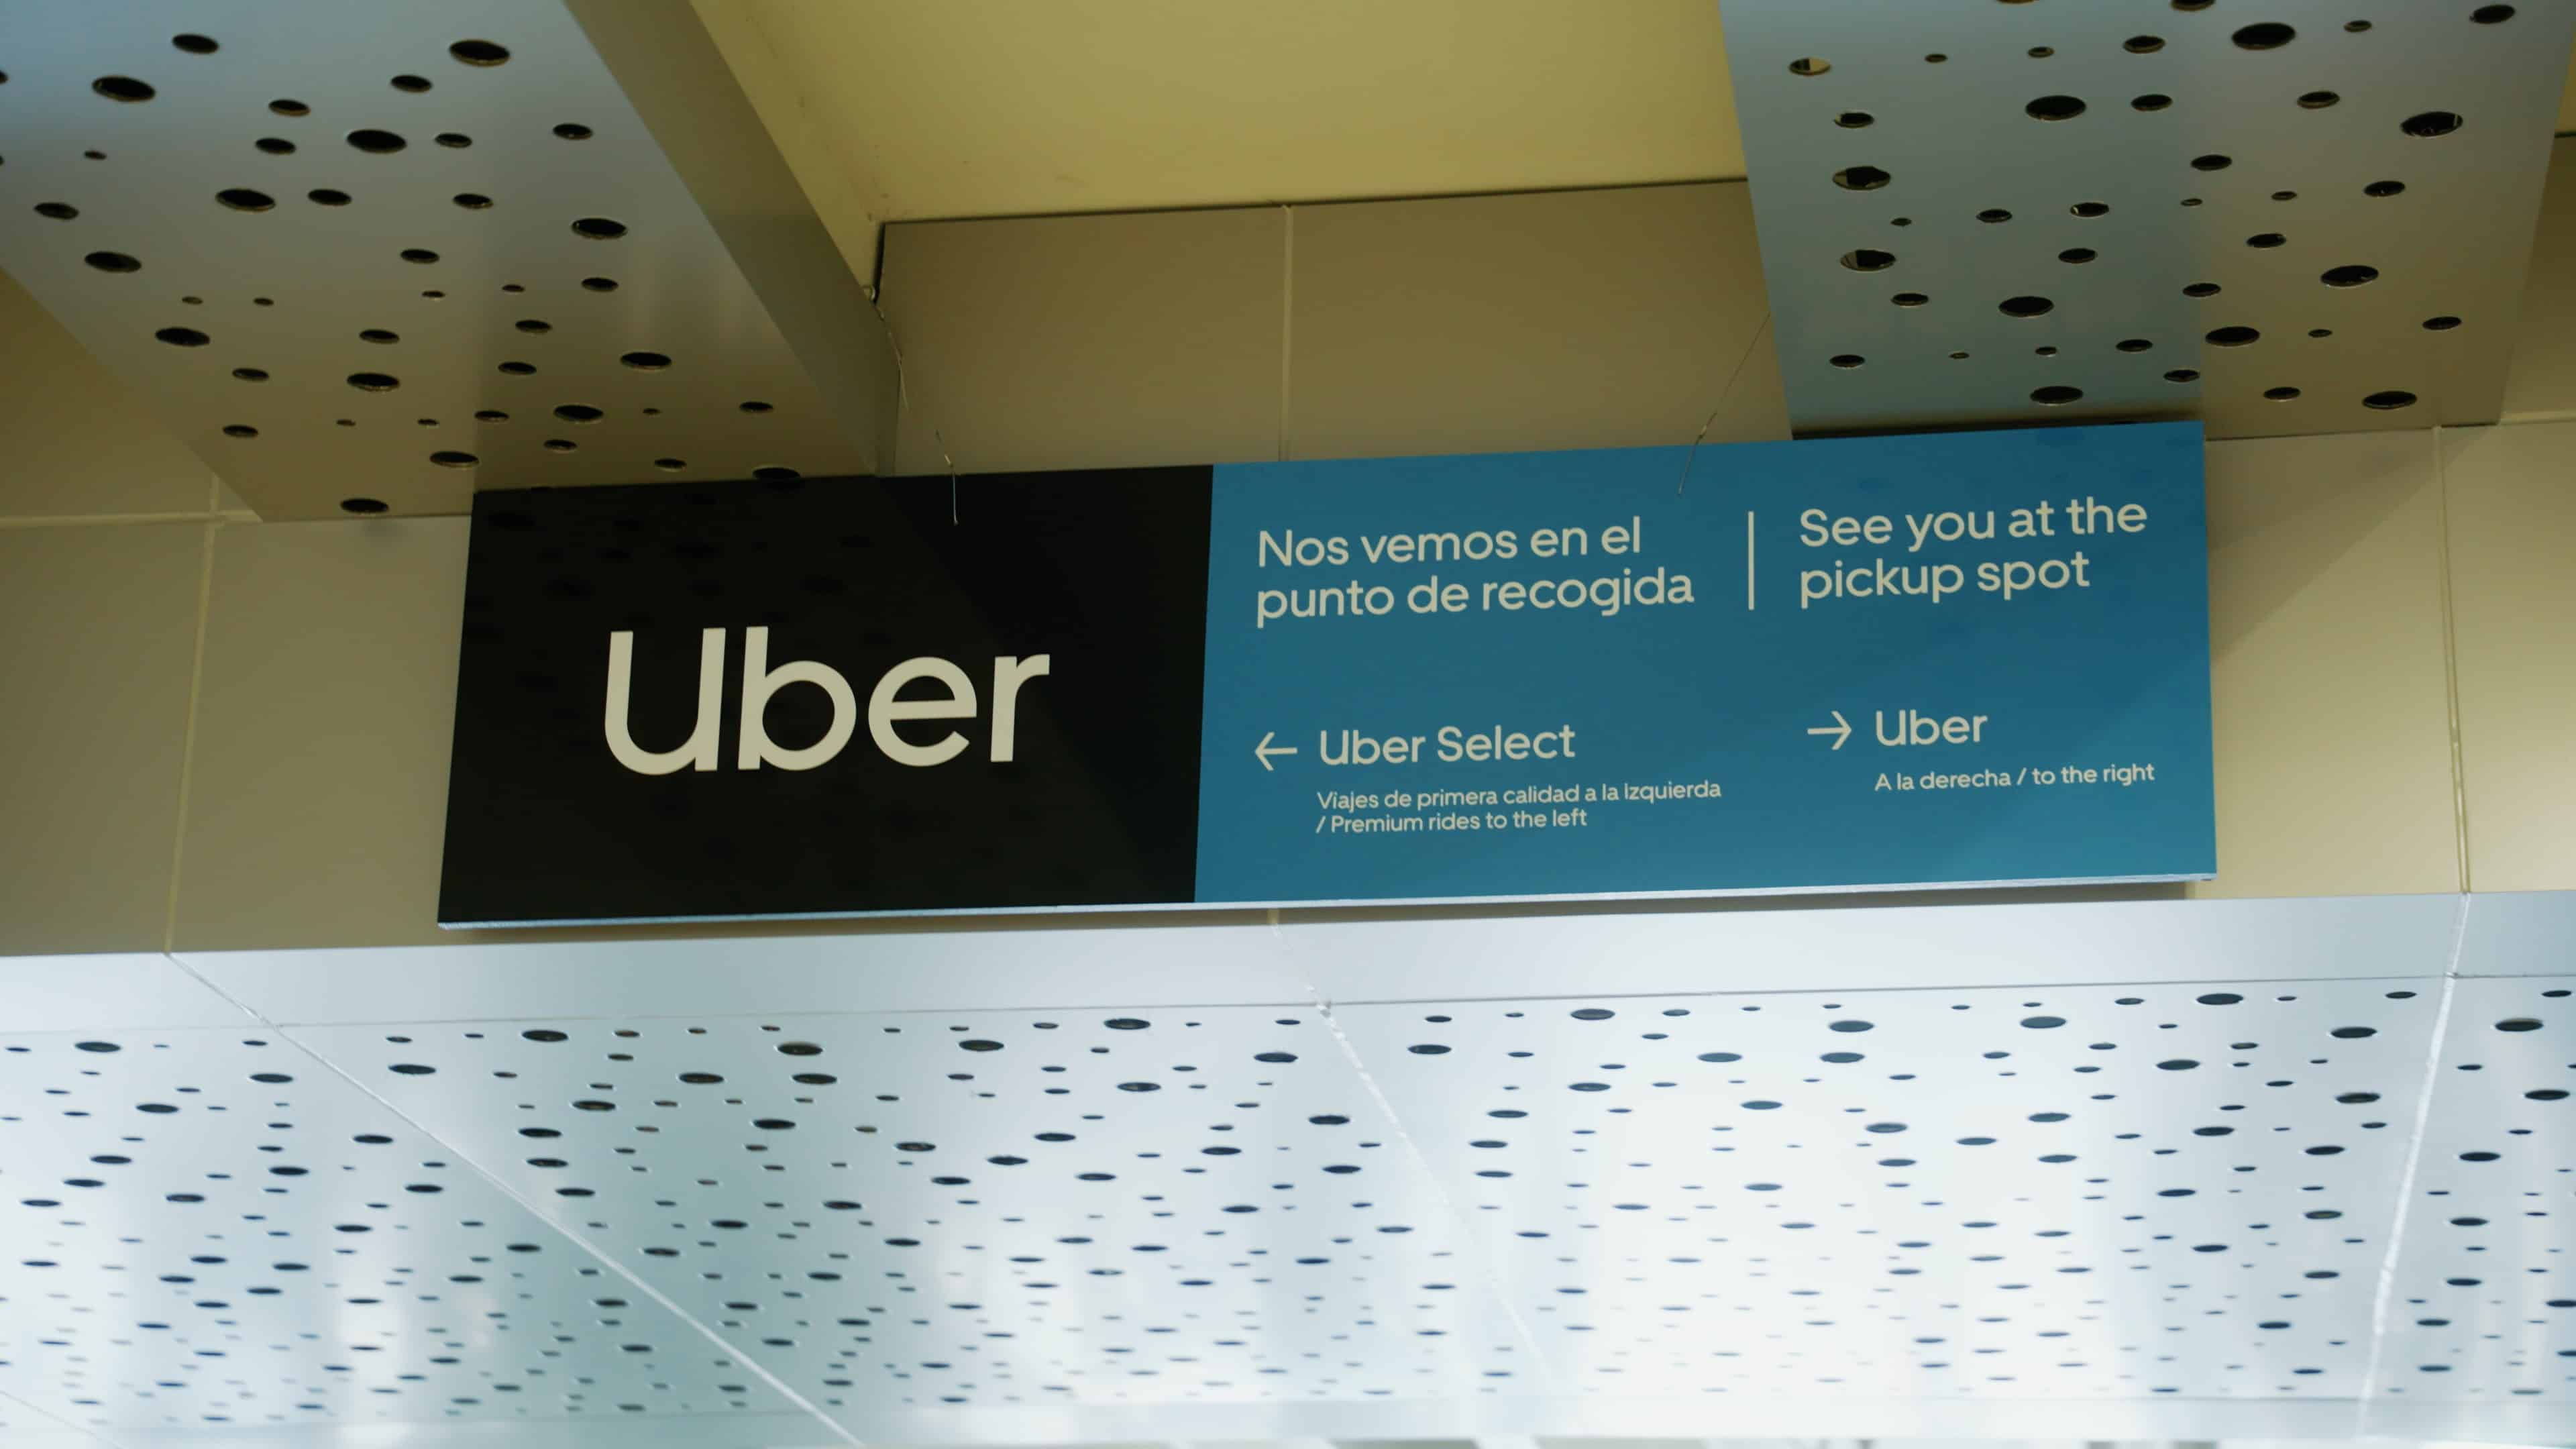 Uber
Nos vemos en el
punto de recogida
See you at the
pickup spot
← Uber Select
Viajes de primera calidad a la izquierda
/ Premium rides to the left
→ Uber
A la derecha / to the right